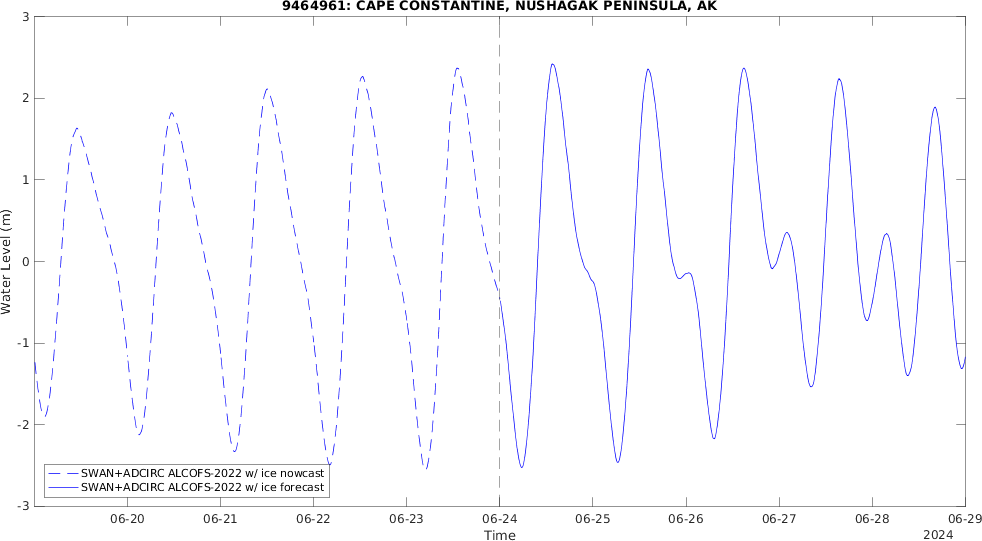 9464961: CAPE CONSTANTINE, NUSHAGAK PENINSULA, AK
3
2
1
0
-1
-2
-3
Water Level (m)
SWAN+ADCIRC ALCOFS-2022 w/ ice nowcast
SWAN+ADCIRC ALCOFS-2022 w/ ice forecast
06-20 06-21 06-22 06-23 06-24 06-25 06-26 06-27 06-28 06-29
Time
2024